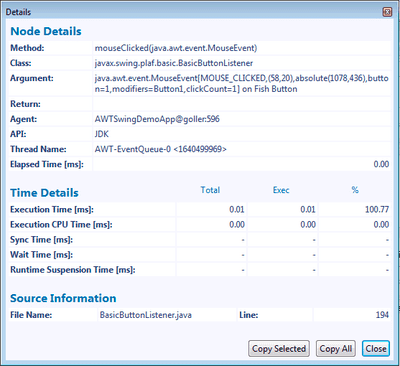 Details
Node Details
Method: mouseClicked(java.awt.event.MouseEvent)
Class: javax.swing.plaf.basic.BasicButtonListener
Argument: java.awt.event.MouseEvent[MOUSE_CLICKED,(58,20),absolute(1078,436),butt
on=1,modifiers=Button1,clickCount=1] on Fish Button
Return:
Agent: AWTSwingDemoApp@goller:596
API: JDK
Thread Name: AWT-EventQueue-0 <1640499969>
Elapsed Time [ms]: 0.00
Time Details Total Exec %
Execution Time [ms]: 0.01 0.01 100.77
Execution CPU Time [ms]: 0.00 0.00 0.00
Sync Time [ms]: - - -
Wait Time [ms]: - - -
Runtime Suspension Time [ms]: - - -
Source Information
File Name: BasicButtonListener.java Line: 194
Copy Selected Copy All Close